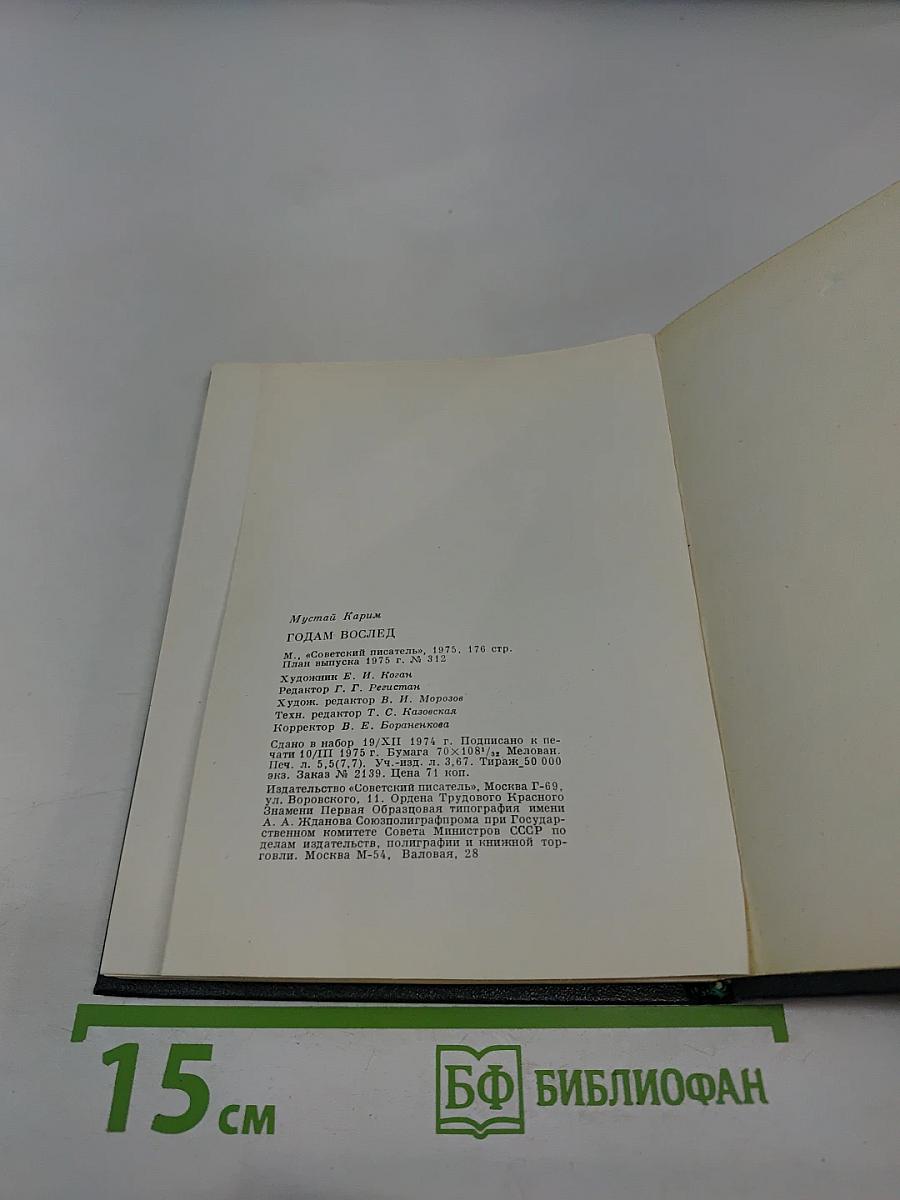 Мустай Карим
ГОДАМ ВОСЛЕД
М., «Советский писатель», 1975, 176 стр.
План выпуска 1975 г. № 312
Художник Е. И. Коган
Редактор Г. Г. Регистан
Худож. редактор В. И. Морозов
Техн. редактор Т. С. Казовская
Корректор В. Е. Бораненкова
Сдано в набор 19/XII 1974 г. Подписано к пе-
чати 10/III 1975 г. Бумага 70×108¹/₃₂ Мелован.
Печ. л. 5,5(7,7). Уч.-изд. л. 3,67. Тираж 50 000
экз. Заказ № 2139. Цена 71 коп.
Издательство «Советский писатель», Москва Г-69,
ул. Воровского, 11. Ордена Трудового Красного
Знамени Первая Образцовая типография имени
А. А. Жданова Союзполиграфпрома при Государ-
ственном комитете Совета Министров СССР по
делам издательств, полиграфии и книжной тор-
говли. Москва М-54, Валовая, 28
15 см
БФ БИБЛИОФАН